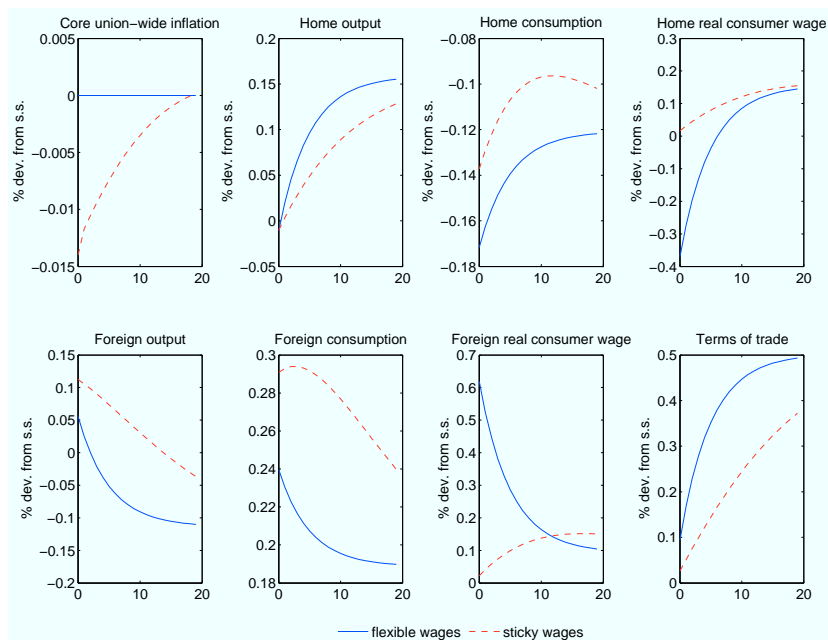 Core union−wide inflation
Home output
Home consumption
Home real consumer wage
% dev. from s.s.
0.005
0
−0.005
−0.01
−0.015
0 10 20
% dev. from s.s.
0.2
0.15
0.1
0.05
0
−0.05
0 10 20
% dev. from s.s.
−0.08
−0.1
−0.12
−0.14
−0.16
−0.18
0 10 20
% dev. from s.s.
0.3
0.2
0.1
0
−0.1
−0.2
−0.3
−0.4
0 10 20
Foreign output
Foreign consumption
Foreign real consumer wage
Terms of trade
% dev. from s.s.
0.15
0.1
0.05
0
−0.05
−0.1
−0.15
−0.2
0 10 20
% dev. from s.s.
0.3
0.28
0.26
0.24
0.22
0.2
0.18
0 10 20
% dev. from s.s.
0.7
0.6
0.5
0.4
0.3
0.2
0.1
0
0 10 20
% dev. from s.s.
0.5
0.4
0.3
0.2
0.1
0
0 10 20
flexible wages sticky wages